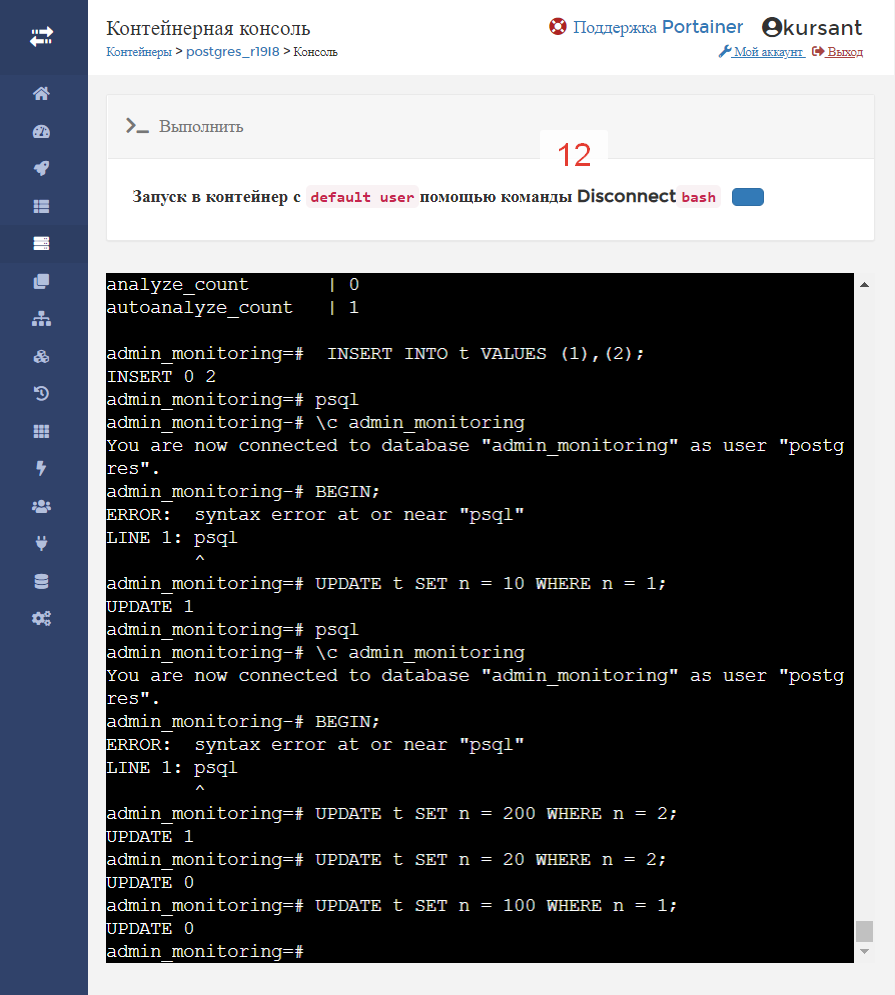 Контейнерная консоль
Поддержка Portainer
kursant
Контейнеры > postgres_r19l8 > Консоль
Мой аккаунт
Выход
Выполнить
12
Запуск в контейнер с default user помощью команды Disconnect bash
analyze_count | 0
autoanalyze_count | 1
admin_monitoring=#  INSERT INTO t VALUES (1),(2);
INSERT 0 2
admin_monitoring=# psql
admin_monitoring-# \c admin_monitoring
You are now connected to database "admin_monitoring" as user "postg
res".
admin_monitoring-# BEGIN;
ERROR:  syntax error at or near "psql"
LINE 1: psql
^
admin_monitoring=# UPDATE t SET n = 10 WHERE n = 1;
UPDATE 1
admin_monitoring=# psql
admin_monitoring-# \c admin_monitoring
You are now connected to database "admin_monitoring" as user "postg
res".
admin_monitoring-# BEGIN;
ERROR:  syntax error at or near "psql"
LINE 1: psql
^
admin_monitoring=# UPDATE t SET n = 200 WHERE n = 2;
UPDATE 1
admin_monitoring=# UPDATE t SET n = 20 WHERE n = 2;
UPDATE 0
admin_monitoring=# UPDATE t SET n = 100 WHERE n = 1;
UPDATE 0
admin_monitoring=#